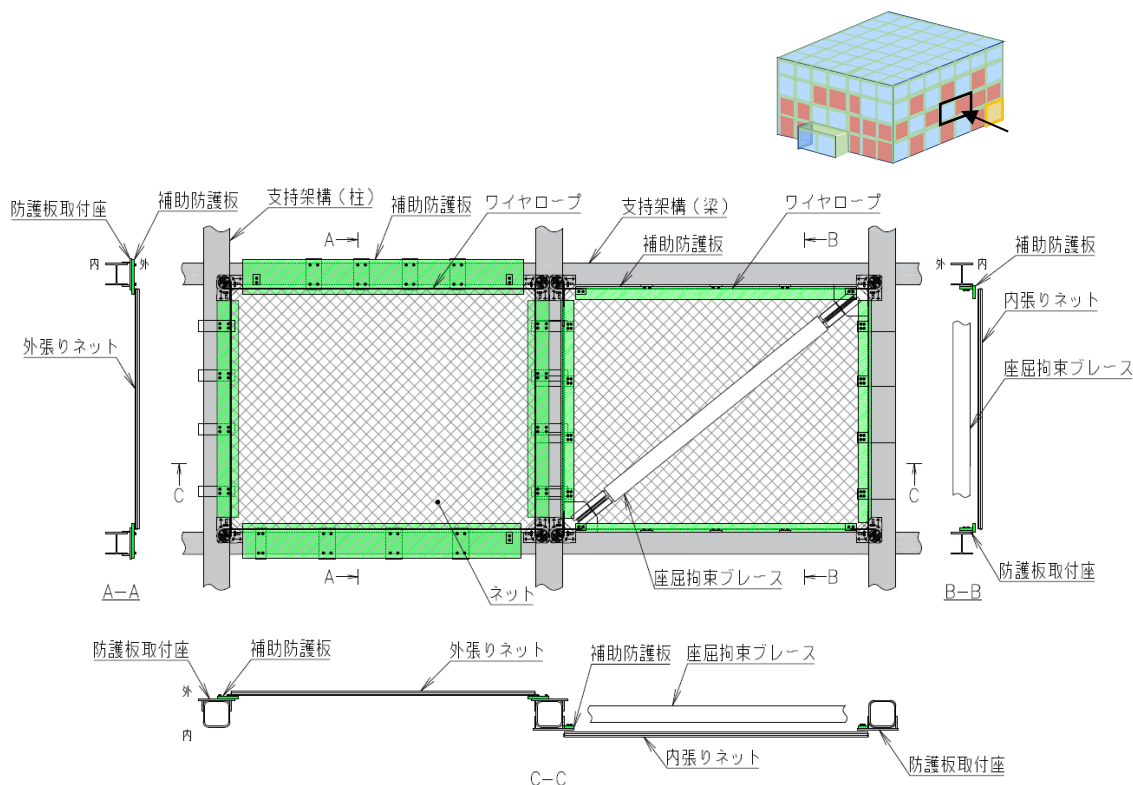 防護板取付座
補助防護板
支持架構（柱）
補助防護板
ワイヤロープ
支持架構（梁）
ワイヤロープ
A
B
補助防護板
補助防護板
内
外
外
内
内張りネット
外張りネット
座屈拘束ブレース
C
C
A
B
座屈拘束ブレース
ネット
防護板取付座
A-A
B-B
防護板取付座
補助防護板
外張りネット
補助防護板
座屈拘束ブレース
外
内
内張りネット
防護板取付座
C-C